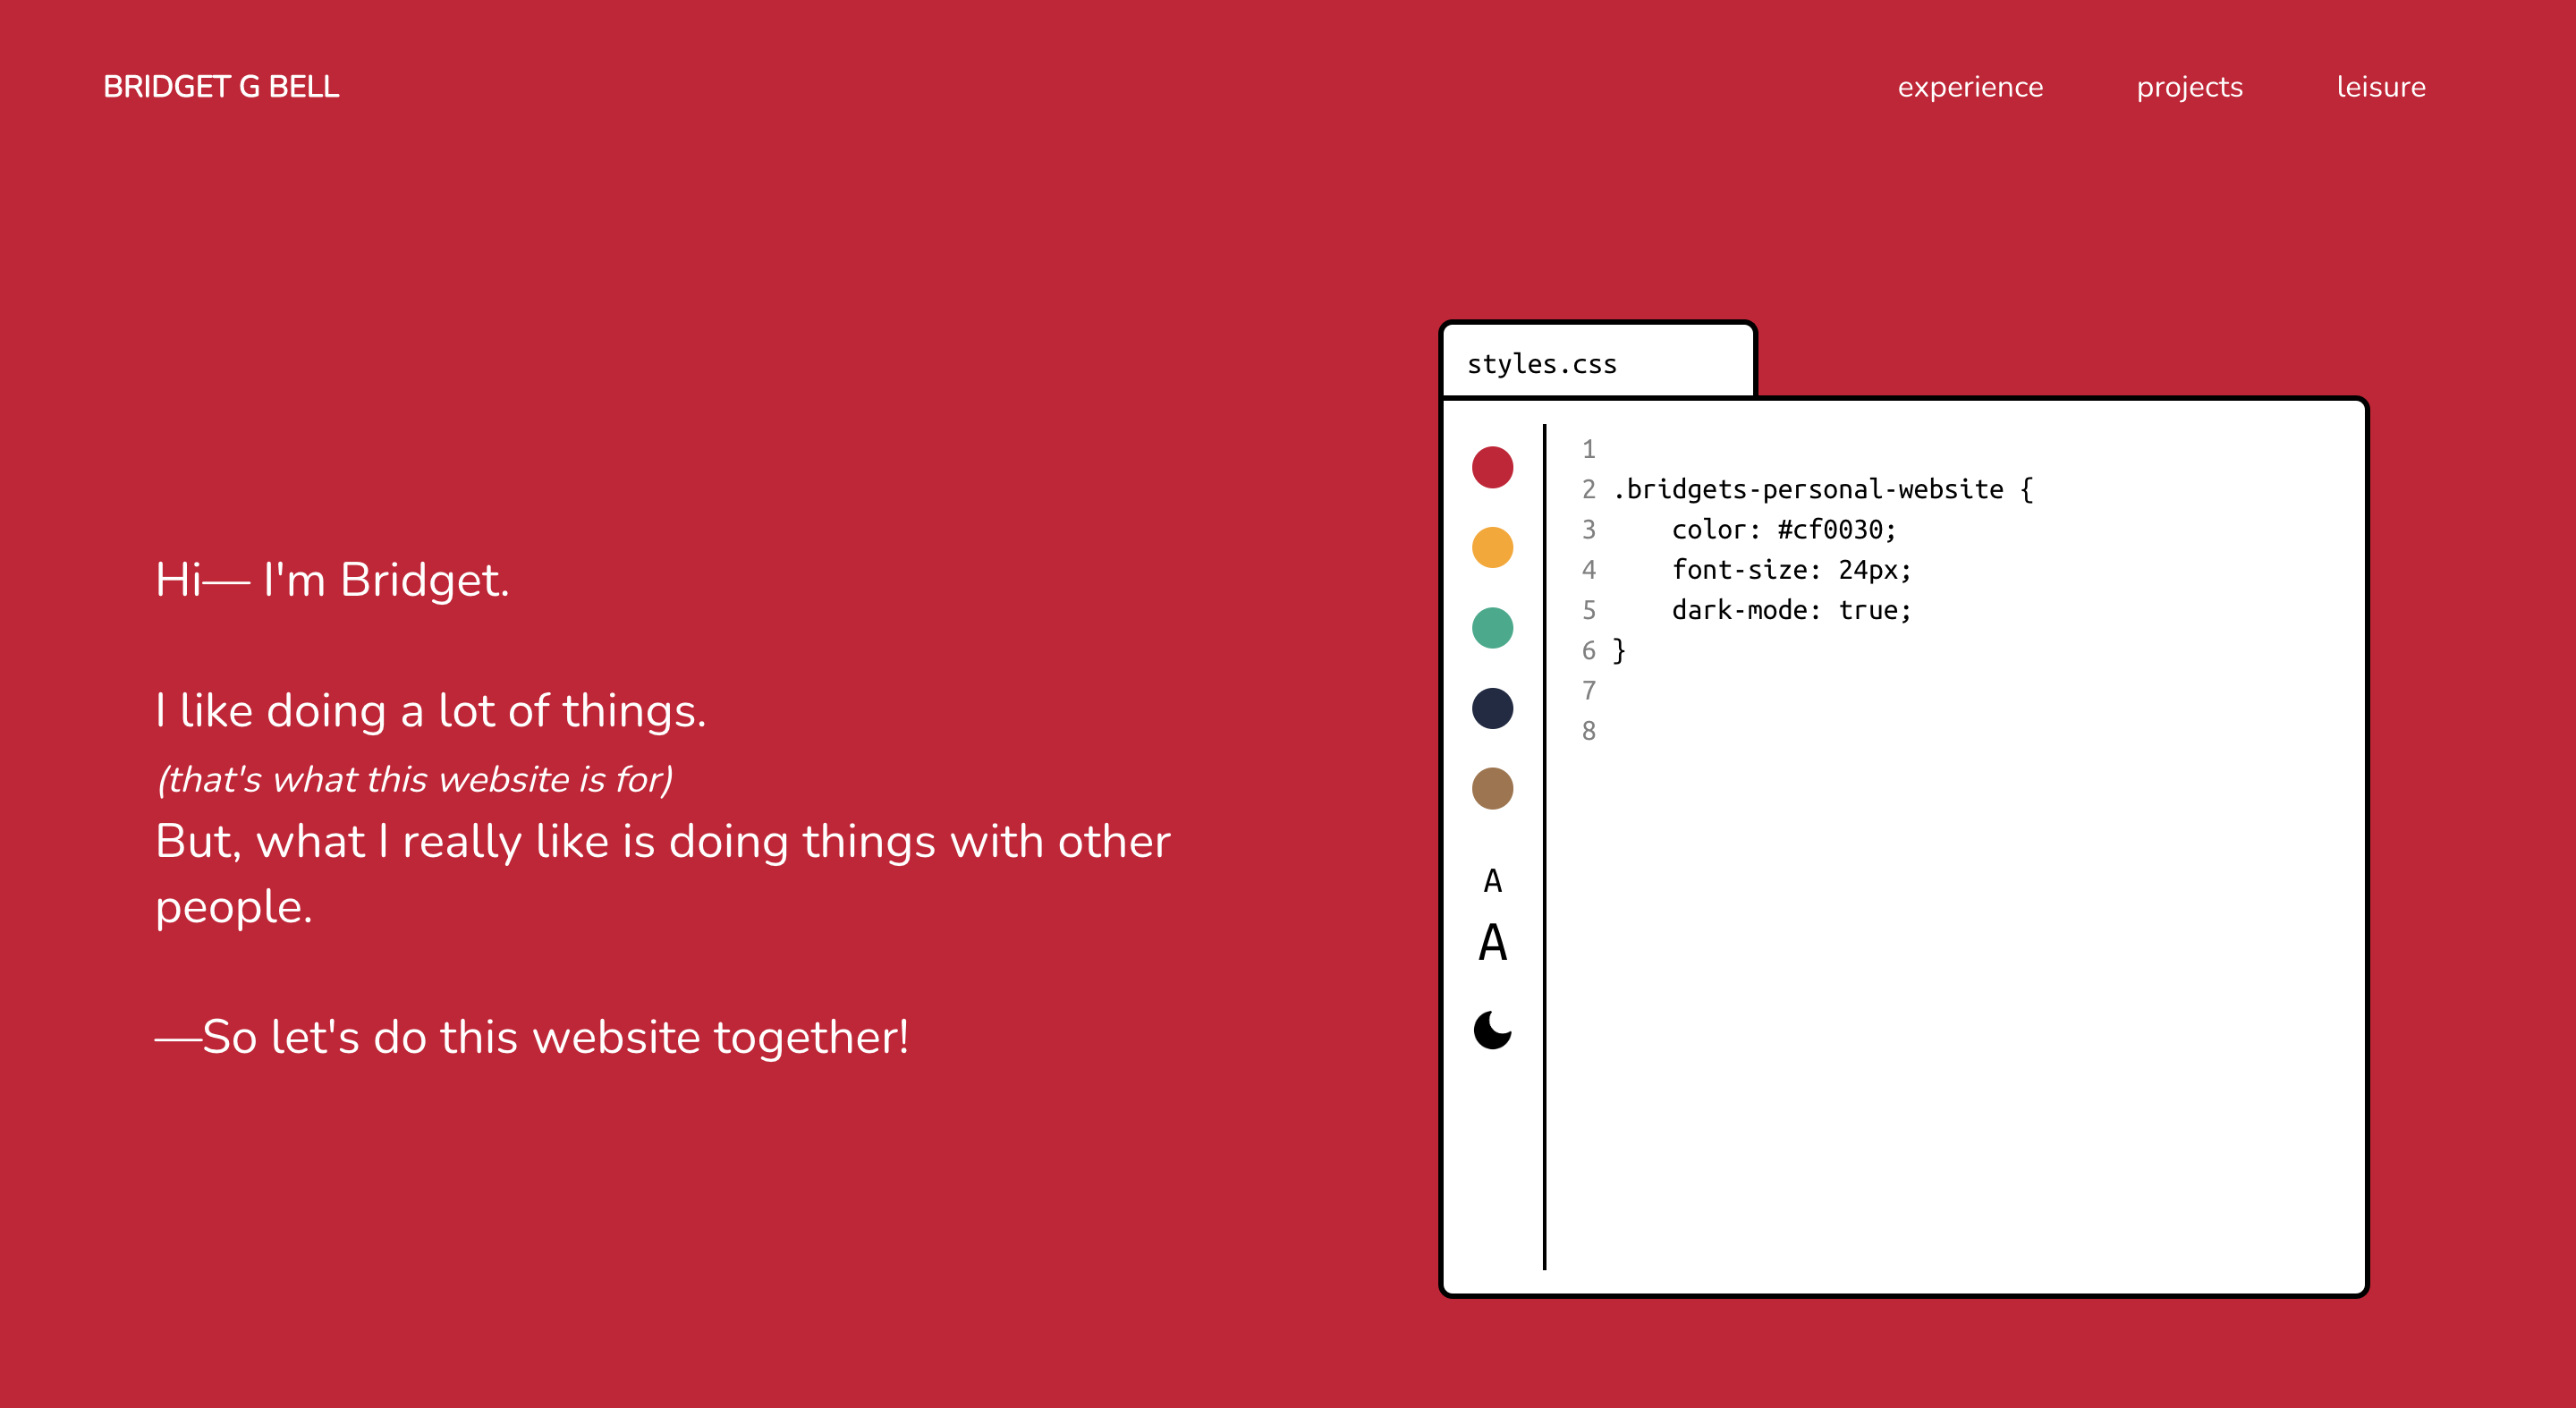 BRIDGET G BELL
experience projects leisure
Hi— I'm Bridget.
I like doing a lot of things.
(that's what this website is for)
But, what I really like is doing things with other
people.
—So let's do this website together!
styles.css
1
2 .bridgets-personal-website {
3     color: #cf0030;
4     font-size: 24px;
5     dark-mode: true;
6 }
7
8
A
A